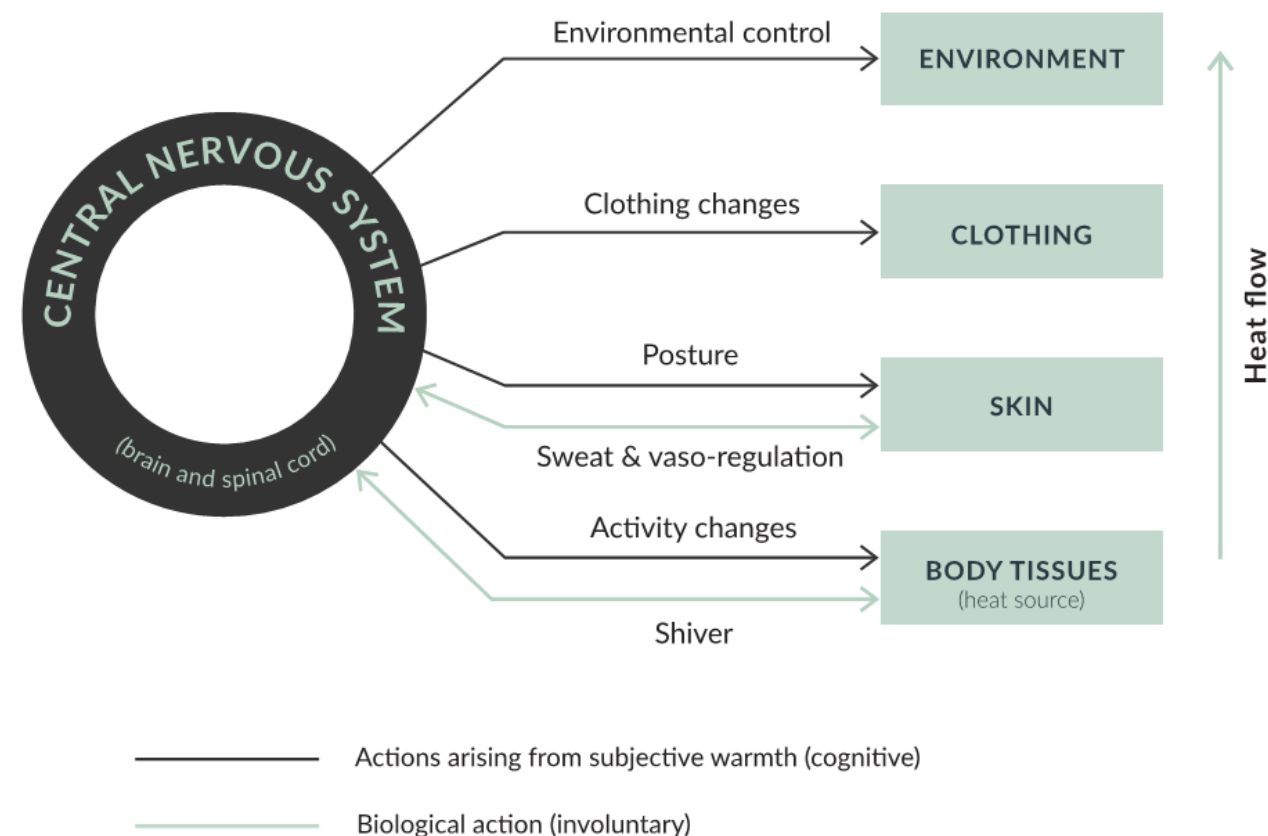 Environmental control
ENVIRONMENT
CENTRAL NERVOUS SYSTEM
Clothing changes
CLOTHING
Heat flow
Posture
SKIN
(brain and spinal cord)
Sweat & vaso-regulation
Activity changes
BODY TISSUES
(heat source)
Shiver
Actions arising from subjective warmth (cognitive)
Biological action (involuntary)